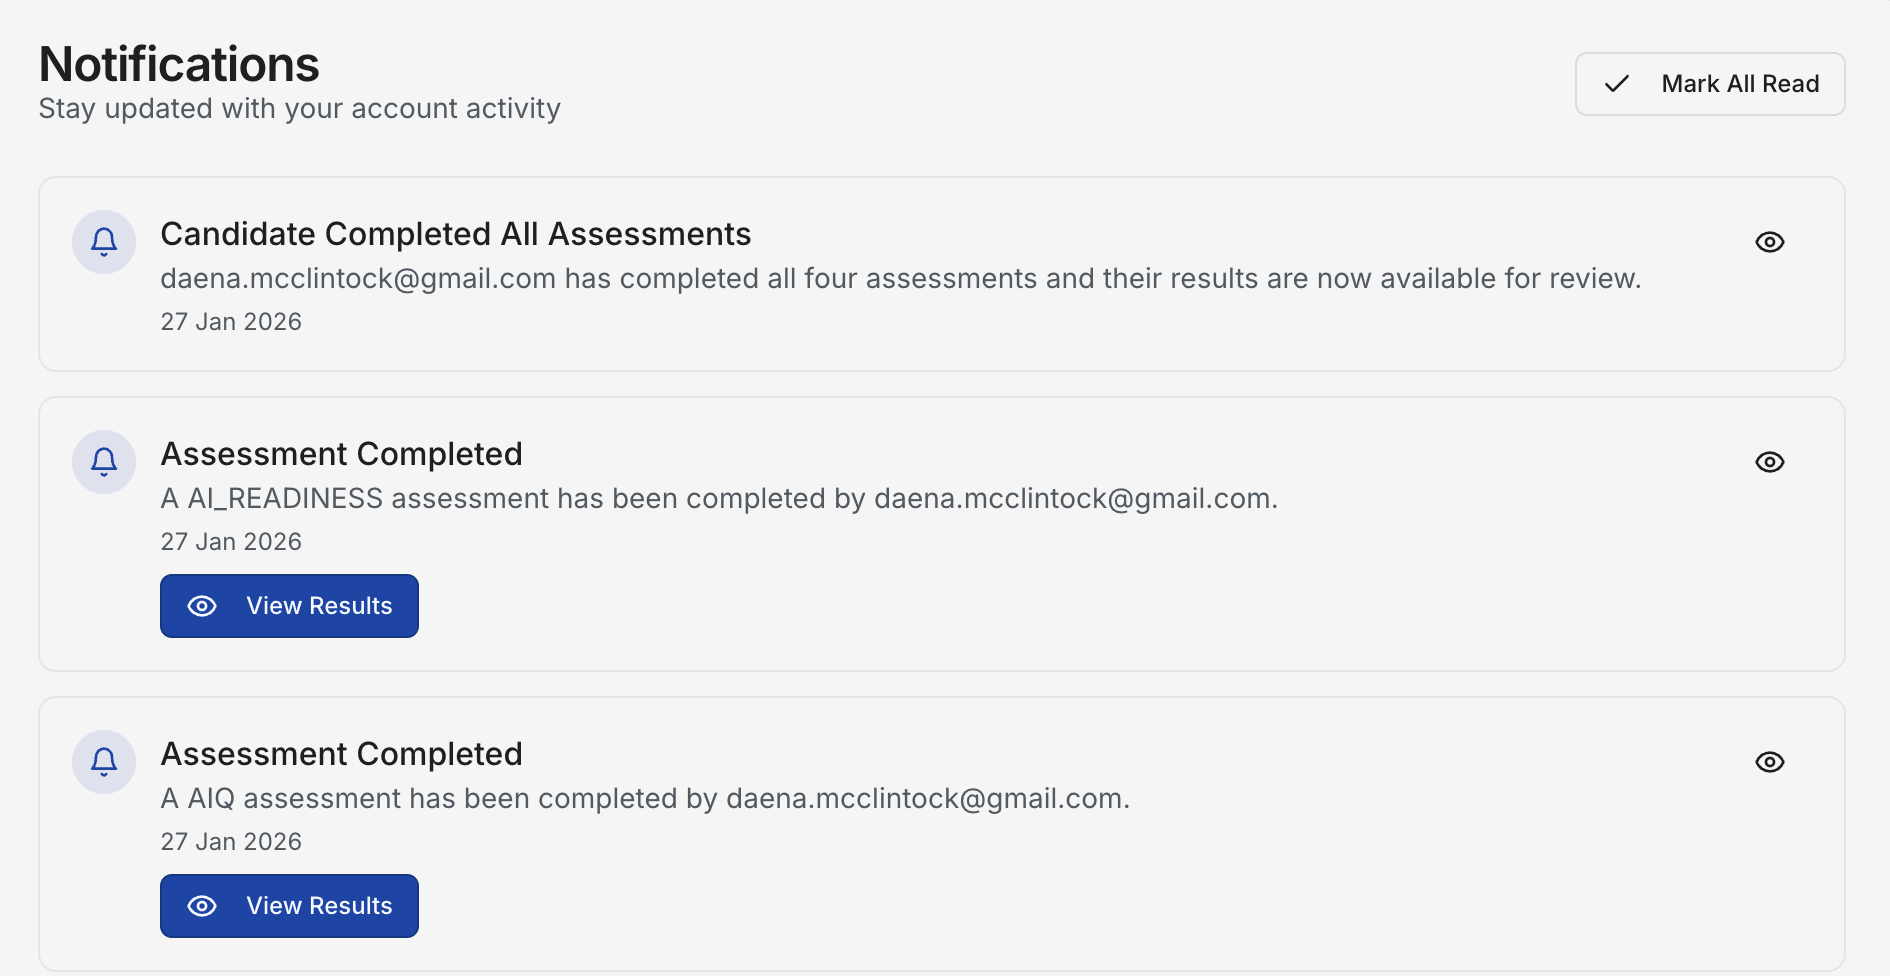 Notifications
Stay updated with your account activity
Mark All Read
Candidate Completed All Assessments
daena.mcclintock@gmail.com has completed all four assessments and their results are now available for review.
27 Jan 2026
Assessment Completed
A AI_READINESS assessment has been completed by daena.mcclintock@gmail.com.
27 Jan 2026
View Results
Assessment Completed
A AIQ assessment has been completed by daena.mcclintock@gmail.com.
27 Jan 2026
View Results